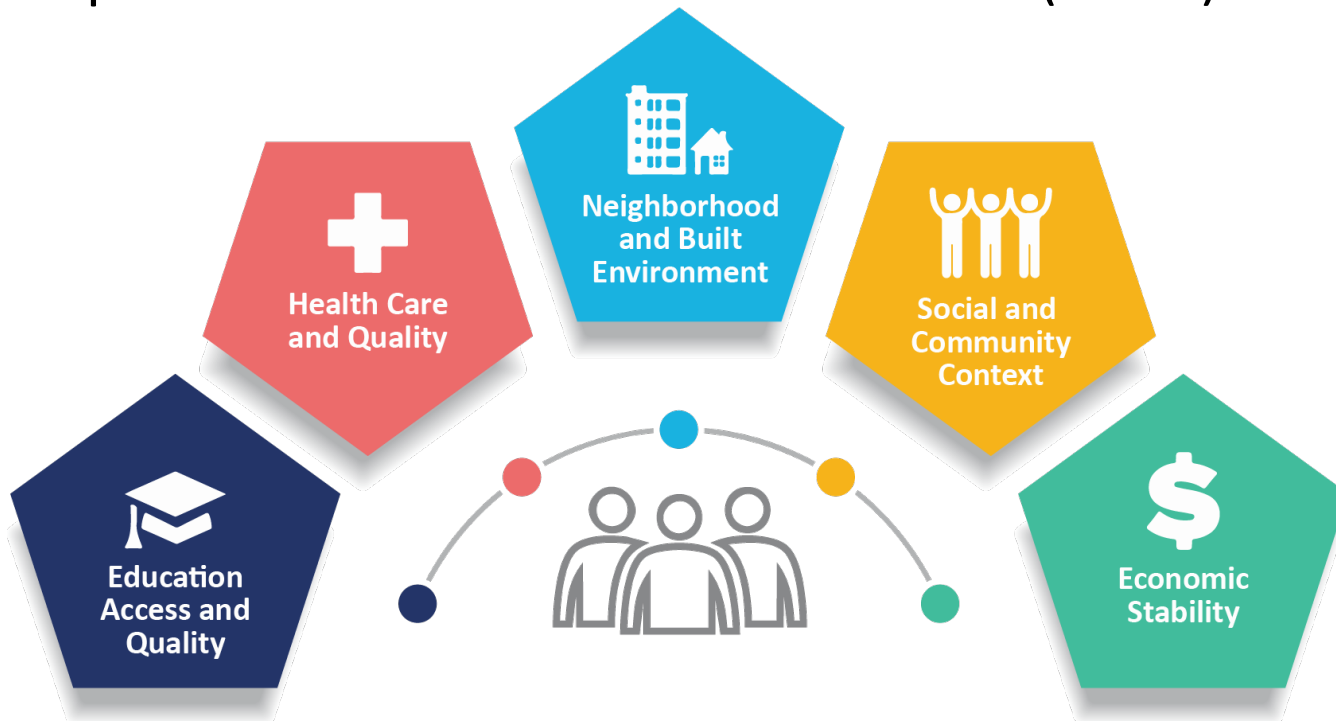 Education
Access and
Quality
Health Care
and Quality
Neighborhood
and Built
Environment
Social and
Community
Context
$
Economic
Stability